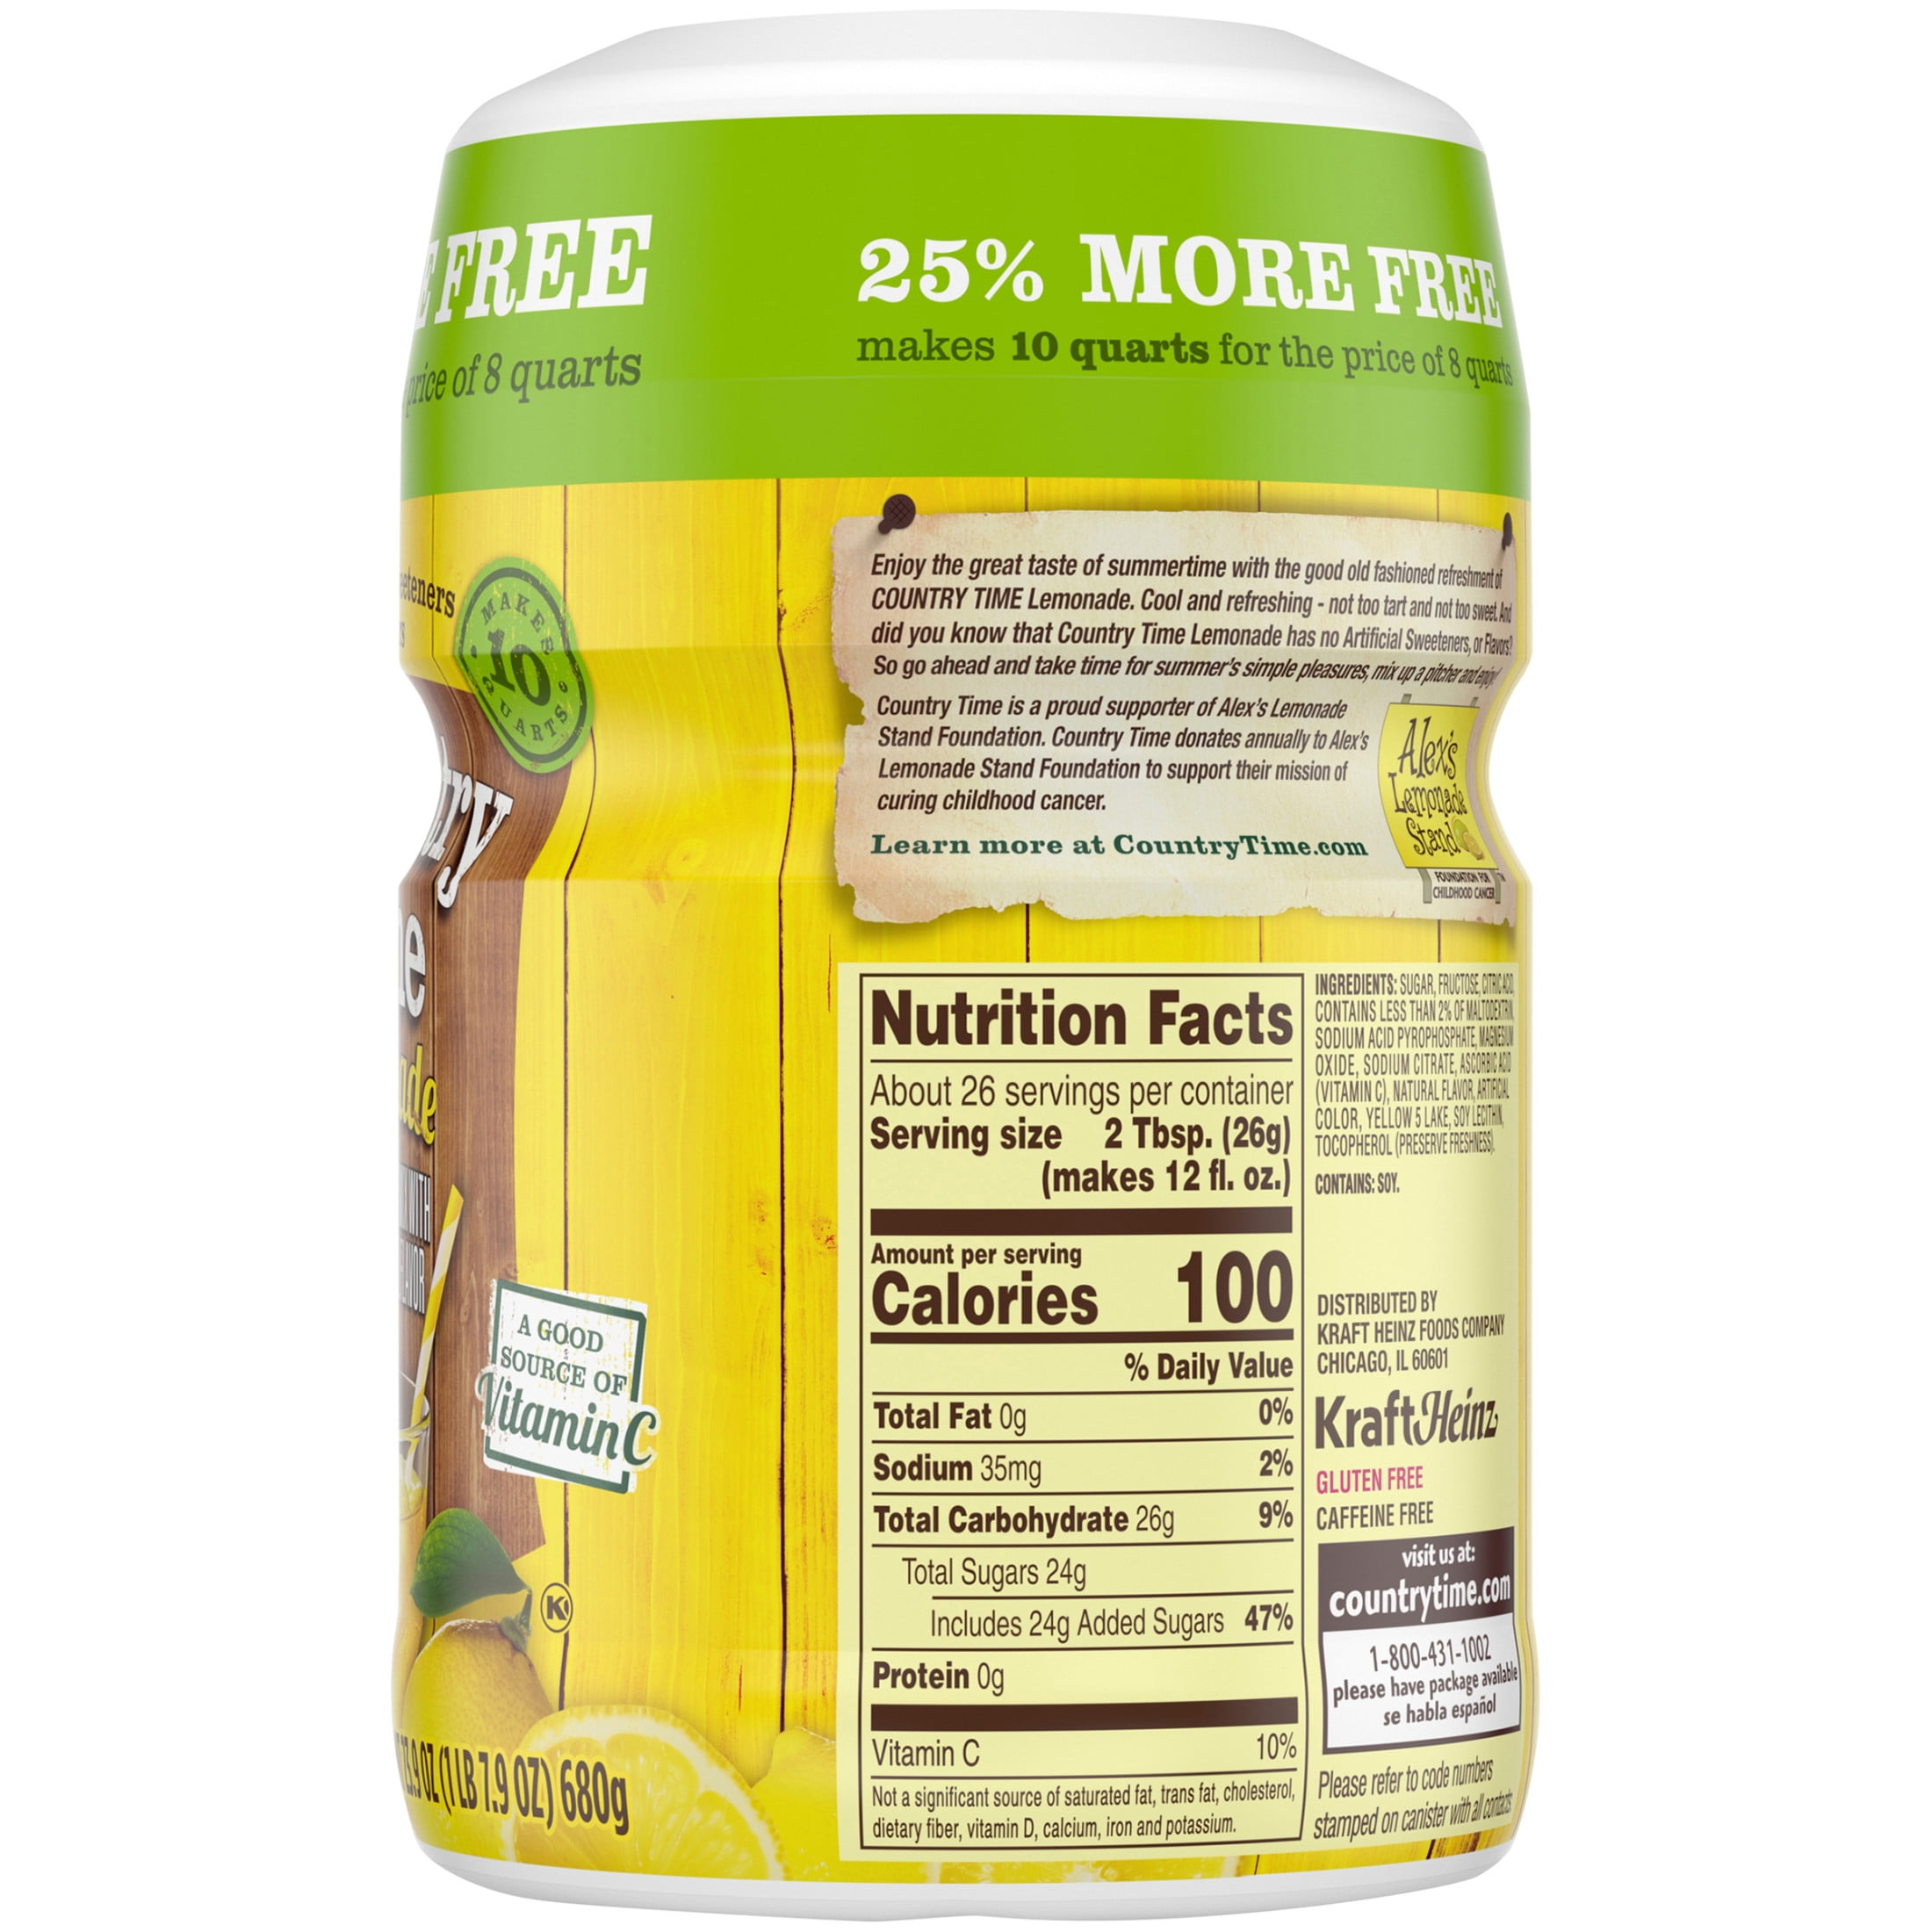 FREE
price of 8 quarts
25% MORE FREE
makes 10 quarts for the price of 8 quarts
MAKES
10
QUARTS
Enjoy the great taste of summertime with the good old fashioned refreshment of
COUNTRY TIME Lemonade. Cool and refreshing - not too tart and not too sweet. And
did you know that Country Time Lemonade has no Artificial Sweeteners, or Flavors?
So go ahead and take time for summer's simple pleasures, mix up a pitcher and enjoy!
Country Time is a proud supporter of Alex's Lemonade
Stand Foundation. Country Time donates annually to Alex's
Lemonade Stand Foundation to support their mission of
curing childhood cancer.
Learn more at CountryTime.com
Alex's
Lemonade
Stand
FOUNDATION FOR
CHILDHOOD CANCER
A GOOD
SOURCE OF
Vitamin C
K
(1 LB 7.9 OZ) 680g
Nutrition Facts
About 26 servings per container
Serving size 2 Tbsp. (26g)
(makes 12 fl. oz.)
Amount per serving
Calories 100
% Daily Value
Total Fat 0g 0%
Sodium 35mg 2%
Total Carbohydrate 26g 9%
Total Sugars 24g
Includes 24g Added Sugars 47%
Protein 0g
Vitamin C 10%
Not a significant source of saturated fat, trans fat, cholesterol,
dietary fiber, vitamin D, calcium, iron and potassium.
INGREDIENTS: SUGAR, FRUCTOSE, CITRIC ACID,
CONTAINS LESS THAN 2% OF MALTODEXTRIN,
SODIUM ACID PYROPHOSPHATE, MAGNESIUM
OXIDE, SODIUM CITRATE, ASCORBIC ACID
(VITAMIN C), NATURAL FLAVOR, ARTIFICIAL
COLOR, YELLOW 5 LAKE, SOY LECITHIN,
TOCOPHEROL (PRESERVE FRESHNESS).
CONTAINS: SOY.
DISTRIBUTED BY
KRAFT HEINZ FOODS COMPANY
CHICAGO, IL 60601
KraftHeinz
GLUTEN FREE
CAFFEINE FREE
visit us at:
countrytime.com
1-800-431-1002
please have package available
se habla español
Please refer to code numbers
stamped on canister with all contacts